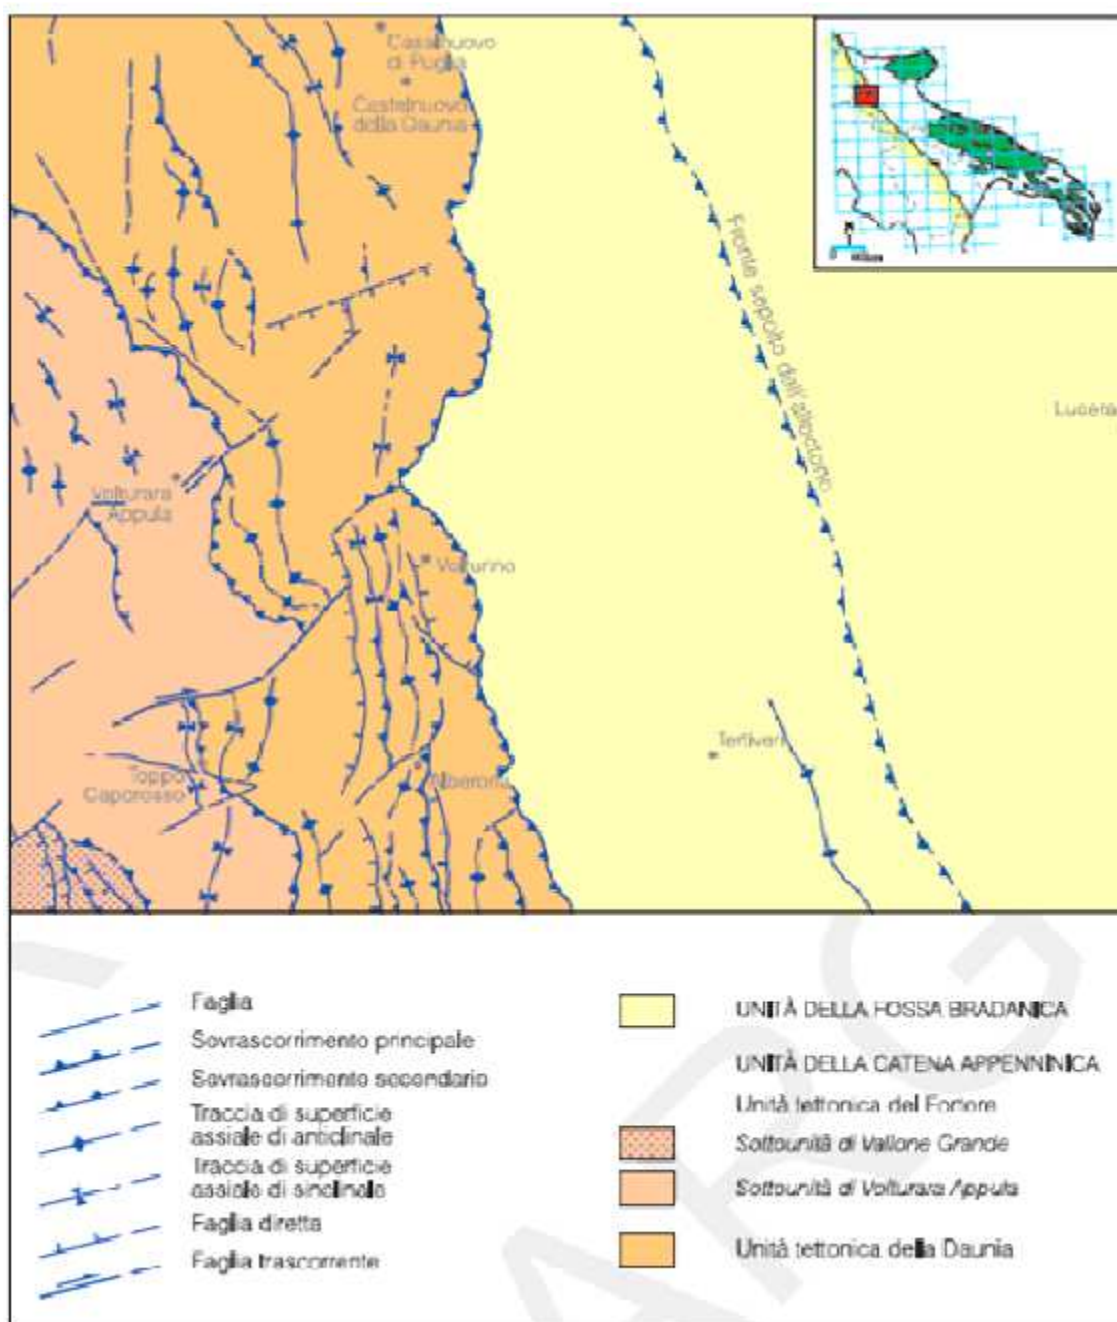 Casalnuovo
di Puglia
Castelnuovo
della Daunia
Fronte sepolto dell'alloctono
Lucera
Volturara
Appula
Volturino
Tertiveri
Toppo
Caporosso
Alberona
Faglia
Sovrascorrimento principale
Sovrascorrimento secondario
Traccia di superficie
assiale di anticlinale
Traccia di superficie
assiale di sinclinale
Faglia diretta
Faglia trascorrente
UNITÀ DELLA FOSSA BRADANICA
UNITÀ DELLA CATENA APPENNINICA
Unità tettonica del Fortore
Sottounità di Vallone Grande
Sottounità di Volturara Appula
Unità tettonica della Daunia